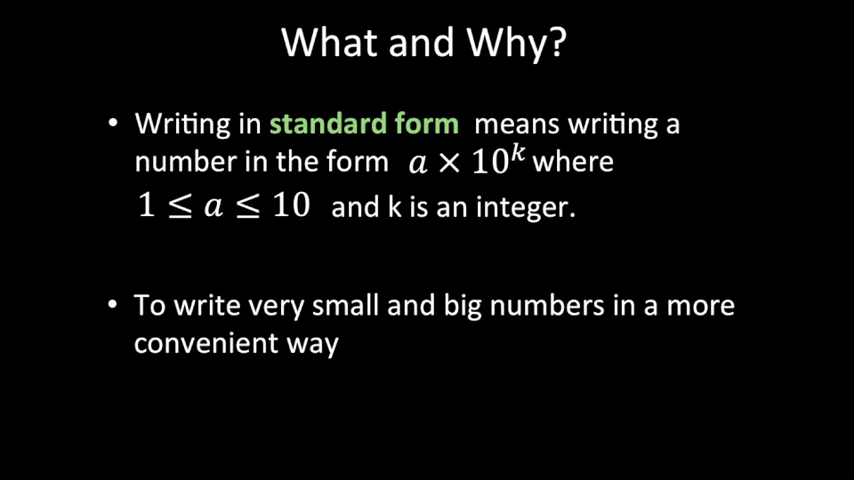 What and Why?
• Writing in standard form means writing a
number in the form a × 10^k where
1 ≤ a ≤ 10 and k is an integer.
• To write very small and big numbers in a more
convenient way